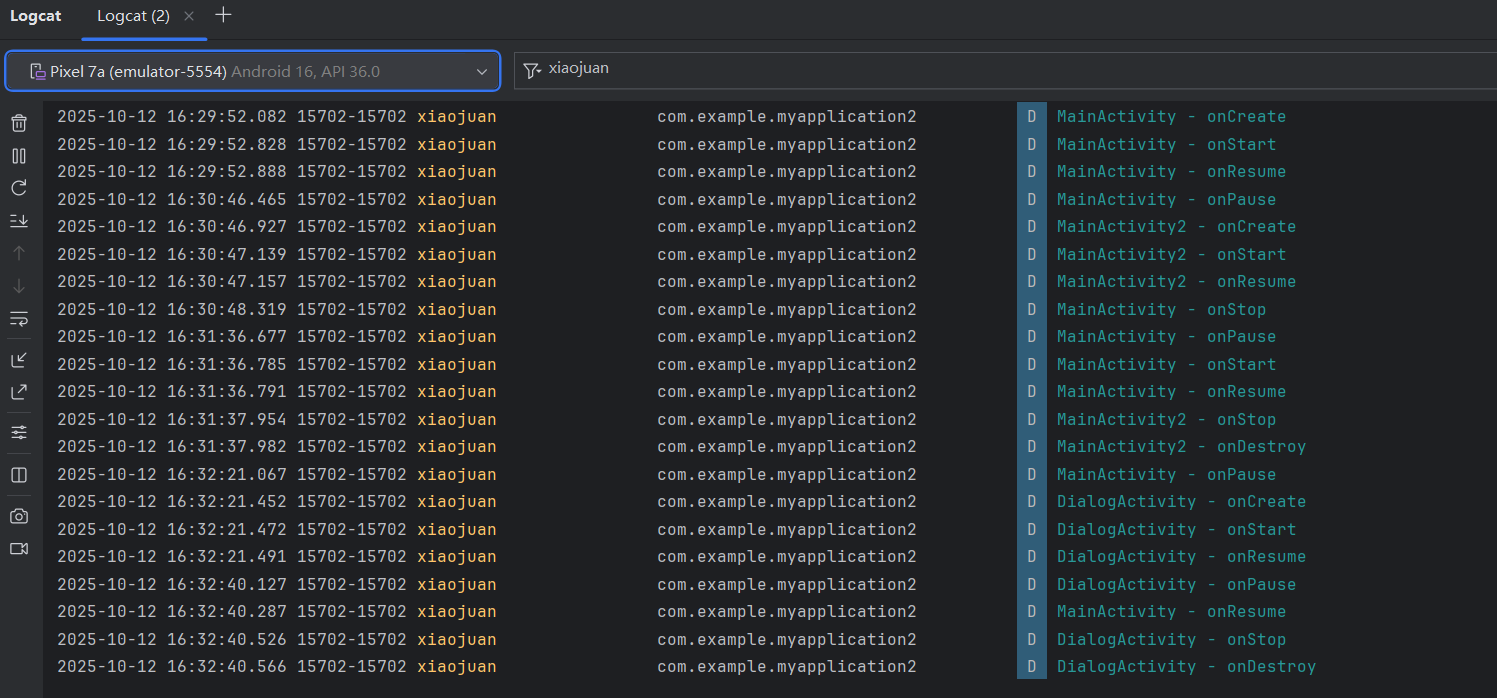 Logcat Logcat (2)
Pixel 7a (emulator-5554) Android 16, API 36.0 xiaojuan
2025-10-12 16:29:52.082 15702-15702 xiaojuan com.example.myapplication2 D MainActivity - onCreate
2025-10-12 16:29:52.828 15702-15702 xiaojuan com.example.myapplication2 D MainActivity - onStart
2025-10-12 16:29:52.888 15702-15702 xiaojuan com.example.myapplication2 D MainActivity - onResume
2025-10-12 16:30:46.465 15702-15702 xiaojuan com.example.myapplication2 D MainActivity - onPause
2025-10-12 16:30:46.927 15702-15702 xiaojuan com.example.myapplication2 D MainActivity2 - onCreate
2025-10-12 16:30:47.139 15702-15702 xiaojuan com.example.myapplication2 D MainActivity2 - onStart
2025-10-12 16:30:47.157 15702-15702 xiaojuan com.example.myapplication2 D MainActivity2 - onResume
2025-10-12 16:30:48.319 15702-15702 xiaojuan com.example.myapplication2 D MainActivity - onStop
2025-10-12 16:31:36.677 15702-15702 xiaojuan com.example.myapplication2 D MainActivity2 - onPause
2025-10-12 16:31:36.785 15702-15702 xiaojuan com.example.myapplication2 D MainActivity - onStart
2025-10-12 16:31:36.791 15702-15702 xiaojuan com.example.myapplication2 D MainActivity - onResume
2025-10-12 16:31:37.954 15702-15702 xiaojuan com.example.myapplication2 D MainActivity2 - onStop
2025-10-12 16:31:37.982 15702-15702 xiaojuan com.example.myapplication2 D MainActivity2 - onDestroy
2025-10-12 16:32:21.067 15702-15702 xiaojuan com.example.myapplication2 D MainActivity - onPause
2025-10-12 16:32:21.452 15702-15702 xiaojuan com.example.myapplication2 D DialogActivity - onCreate
2025-10-12 16:32:21.472 15702-15702 xiaojuan com.example.myapplication2 D DialogActivity - onStart
2025-10-12 16:32:21.491 15702-15702 xiaojuan com.example.myapplication2 D DialogActivity - onResume
2025-10-12 16:32:40.127 15702-15702 xiaojuan com.example.myapplication2 D DialogActivity - onPause
2025-10-12 16:32:40.287 15702-15702 xiaojuan com.example.myapplication2 D MainActivity - onResume
2025-10-12 16:32:40.526 15702-15702 xiaojuan com.example.myapplication2 D DialogActivity - onStop
2025-10-12 16:32:40.566 15702-15702 xiaojuan com.example.myapplication2 D DialogActivity - onDestroy